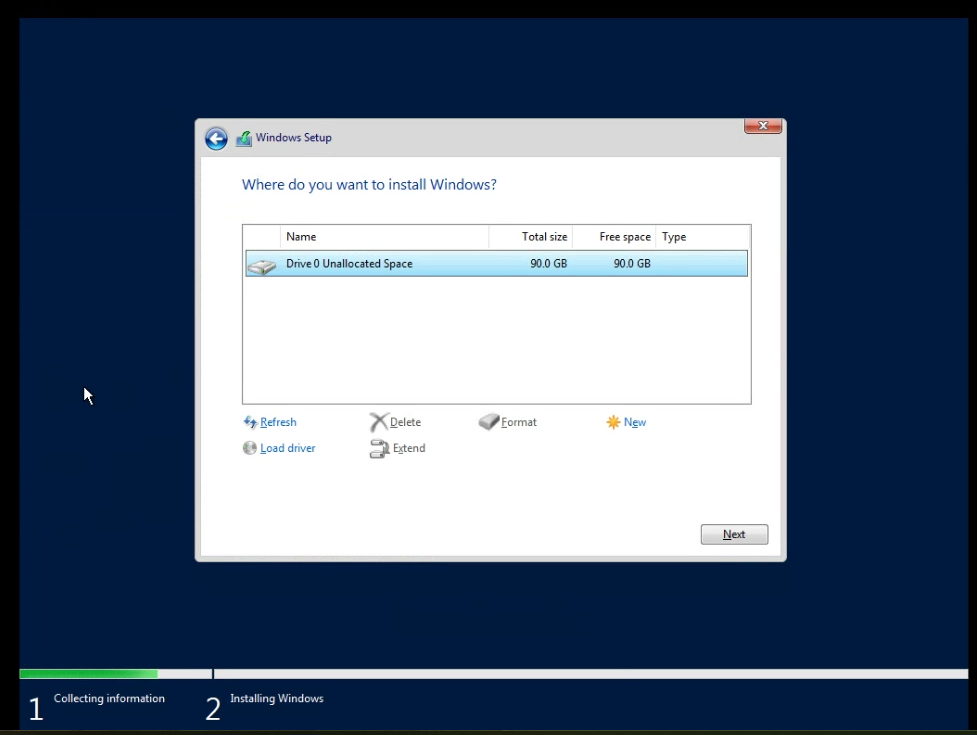 Windows Setup
Where do you want to install Windows?
Name Total size Free space Type
Drive 0 Unallocated Space 90.0 GB 90.0 GB
Refresh Delete Format New
Load driver Extend
Next
1 Collecting information 2 Installing Windows